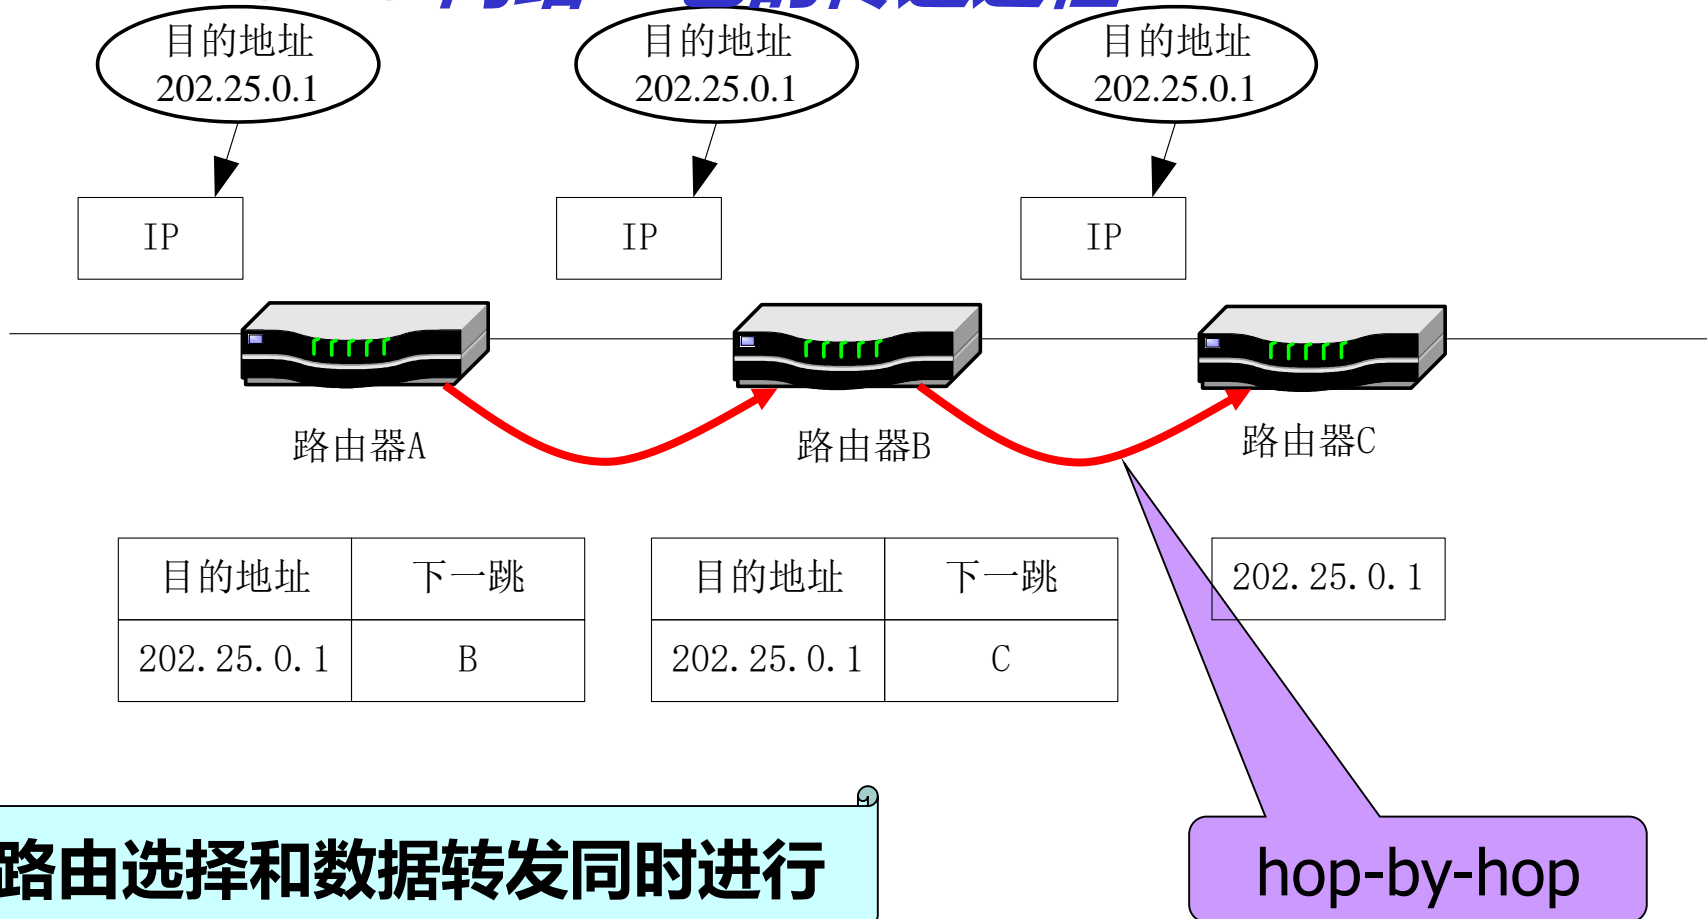 目的地址
202.25.0.1
目的地址
202.25.0.1
目的地址
202.25.0.1
IP
IP
IP
路由器A
路由器B
路由器C
目的地址 下一跳
202.25.0.1 B
目的地址 下一跳
202.25.0.1 C
202.25.0.1
路由选择和数据转发同时进行
hop-by-hop